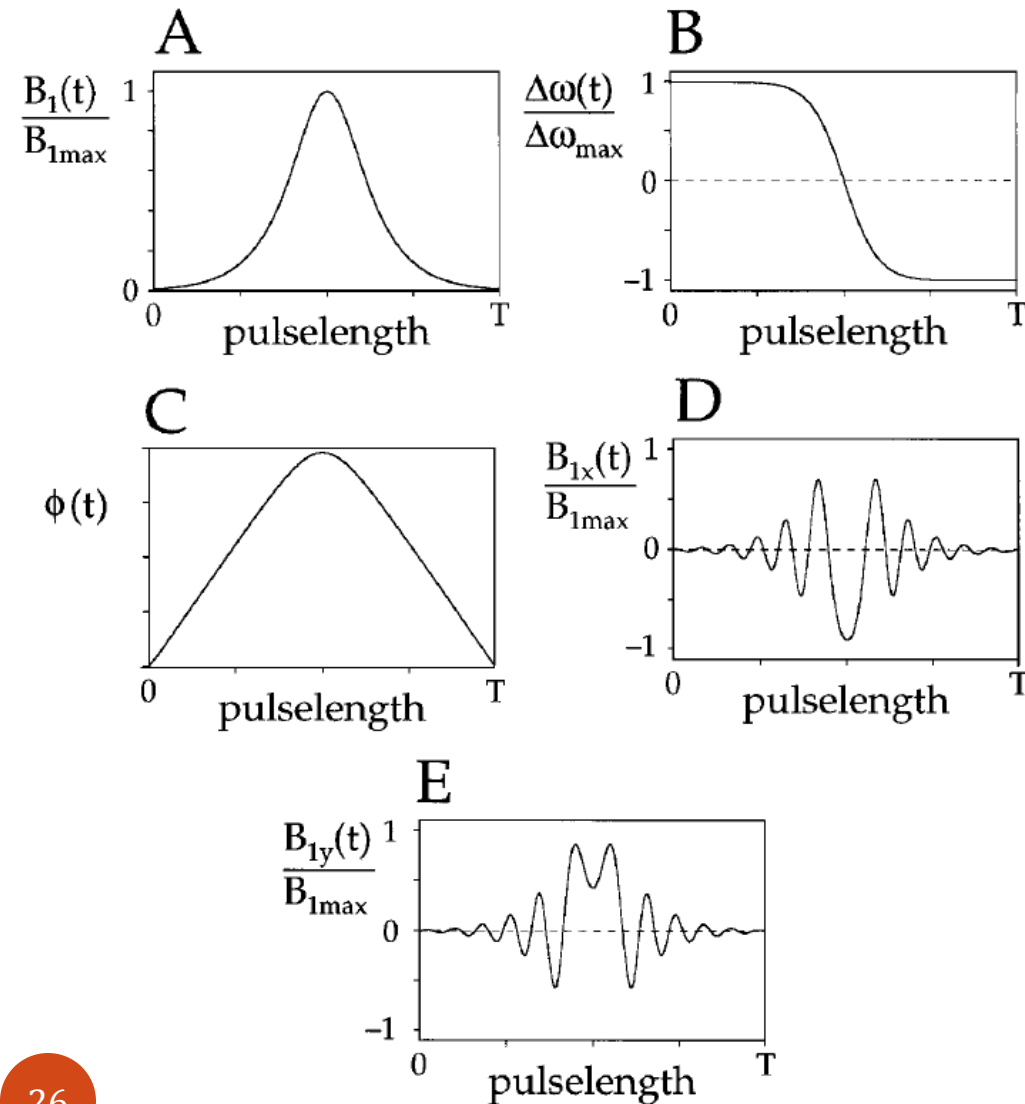 A
B₁(t)
B₁max
1
0
0
T
pulselength
B
Δω(t)
Δωmax
1
0
−1
0
T
pulselength
C
ϕ(t)
0
T
pulselength
D
B₁x(t)
B₁max
1
0
−1
0
T
pulselength
E
B₁y(t)
B₁max
1
0
−1
0
T
pulselength
26